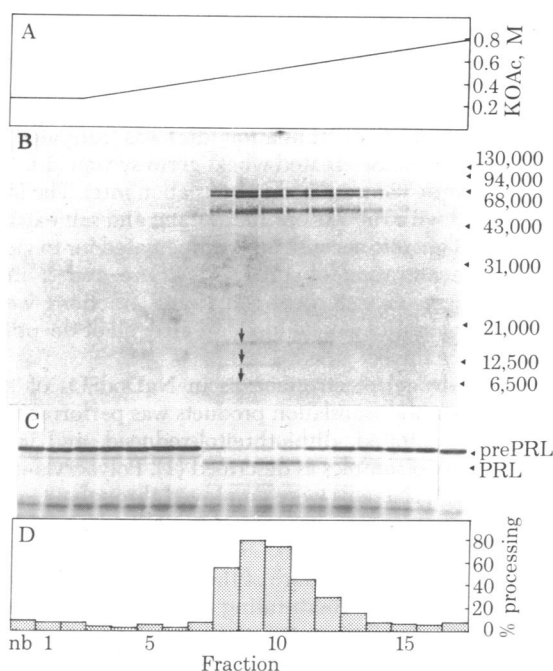 A
0.8
0.6
0.4
0.2
KOAc, M
B
130,000
94,000
68,000
43,000
31,000
21,000
12,500
6,500
C
prePRL
PRL
D
80
60
40
20
0
% processing
nb 1 5 10 15
Fraction